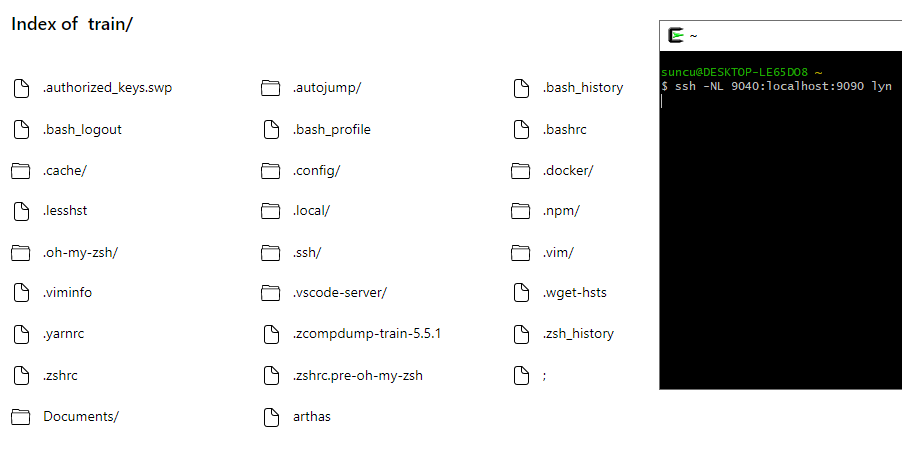 Index of train/
.authorized_keys.swp
.autojump/
.bash_history
.bash_logout
.bash_profile
.bashrc
.cache/
.config/
.docker/
.lesshst
.local/
.npm/
.oh-my-zsh/
.ssh/
.vim/
.viminfo
.vscode-server/
.wget-hsts
.yarnrc
.zcompdump-train-5.5.1
.zsh_history
.zshrc
.zshrc.pre-oh-my-zsh
;
Documents/
arthas
~
suncu@DESKTOP-LE65DO8 ~
$ ssh -NL 9040:localhost:9090 lyn